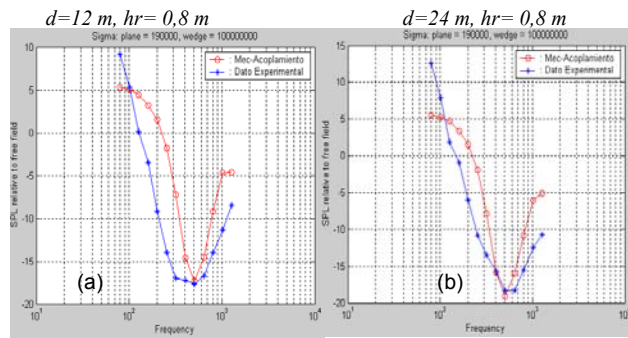 d=12 m, hr= 0,8 m
d=24 m, hr= 0,8 m
Sigma: plane = 190000, wedge = 100000000
: Mec-Acoplamiento
: Dato Experimental
SPL relative to free field
10
5
0
-5
-10
-15
-20
(a)
10^1
10^2
10^3
10^4
Frequency
Sigma: plane = 190000, wedge = 100000000
: Mec-Acoplamiento
: Dato Experimental
SPL relative to free field
15
10
5
0
-5
-10
-15
-20
(b)
10^1
10^2
10^3
10
Frequency